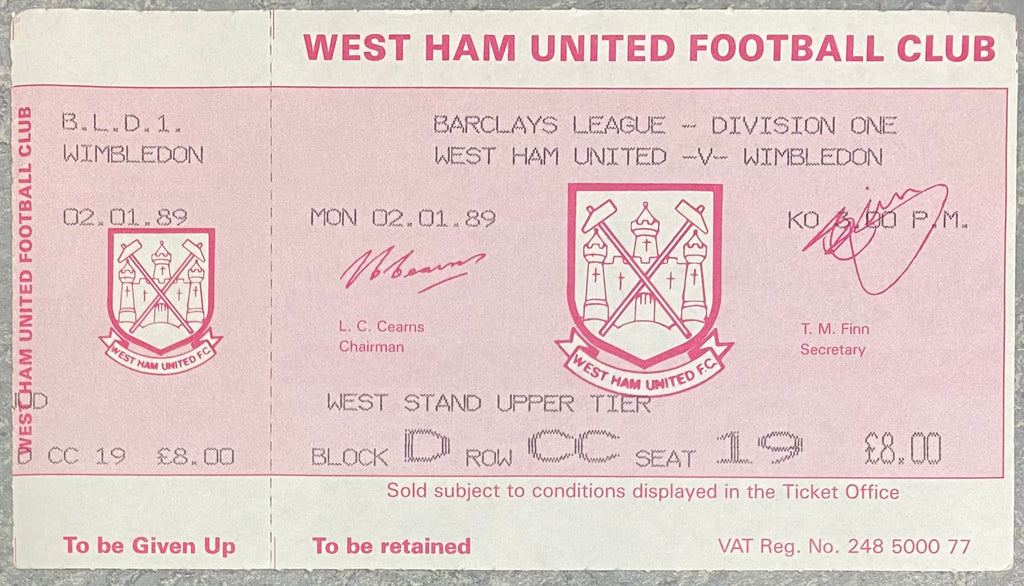 WEST HAM UNITED FOOTBALL CLUB
WEST HAM UNITED FOOTBALL CLUB
B.L.D.1.
WIMBLEDON
02.01.89
WEST HAM UNITED F.C.
D CC 19 £8.00
To be Given Up
BARCLAYS LEAGUE - DIVISION ONE
WEST HAM UNITED -V- WIMBLEDON
MON 02.01.89
KO 3.00 P.M.
L. C. Cearns
Chairman
WEST HAM UNITED F.C.
T. M. Finn
Secretary
WEST STAND UPPER TIER
BLOCK D ROW CC SEAT 19 £8.00
Sold subject to conditions displayed in the Ticket Office
To be retained
VAT Reg. No. 248 5000 77